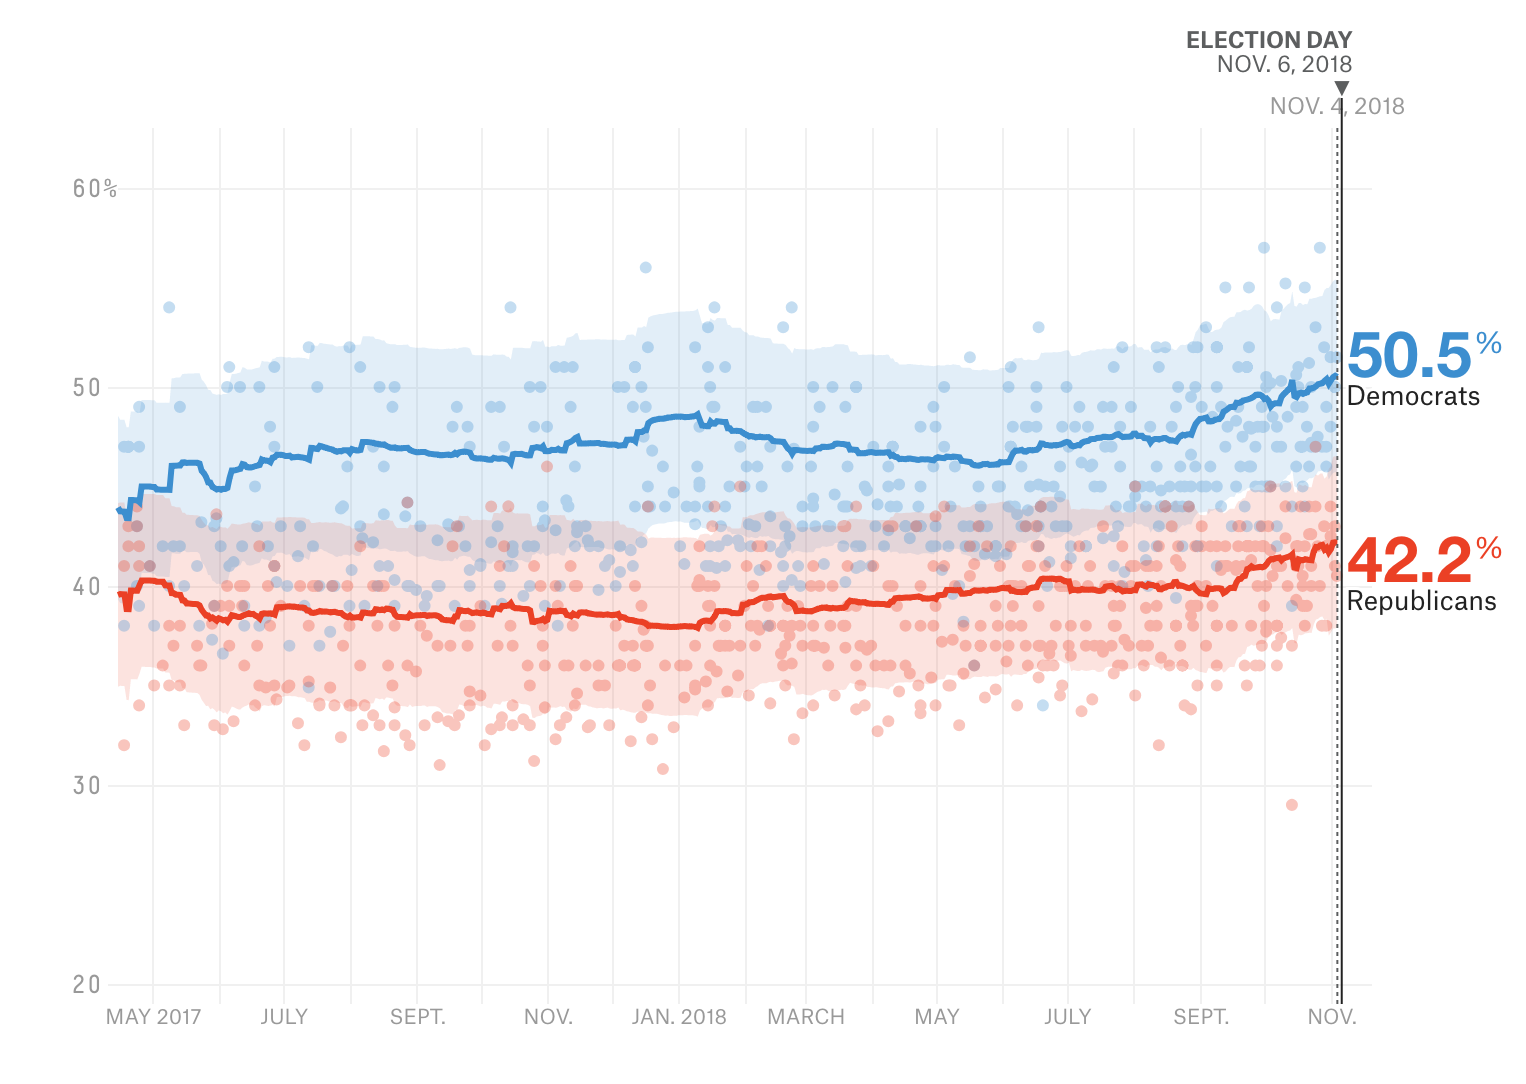 ELECTION DAY
NOV. 6, 2018
NOV. 4, 2018
60%
50
40
30
20
50.5%
Democrats
42.2%
Republicans
MAY 2017 JULY SEPT. NOV. JAN. 2018 MARCH MAY JULY SEPT. NOV.